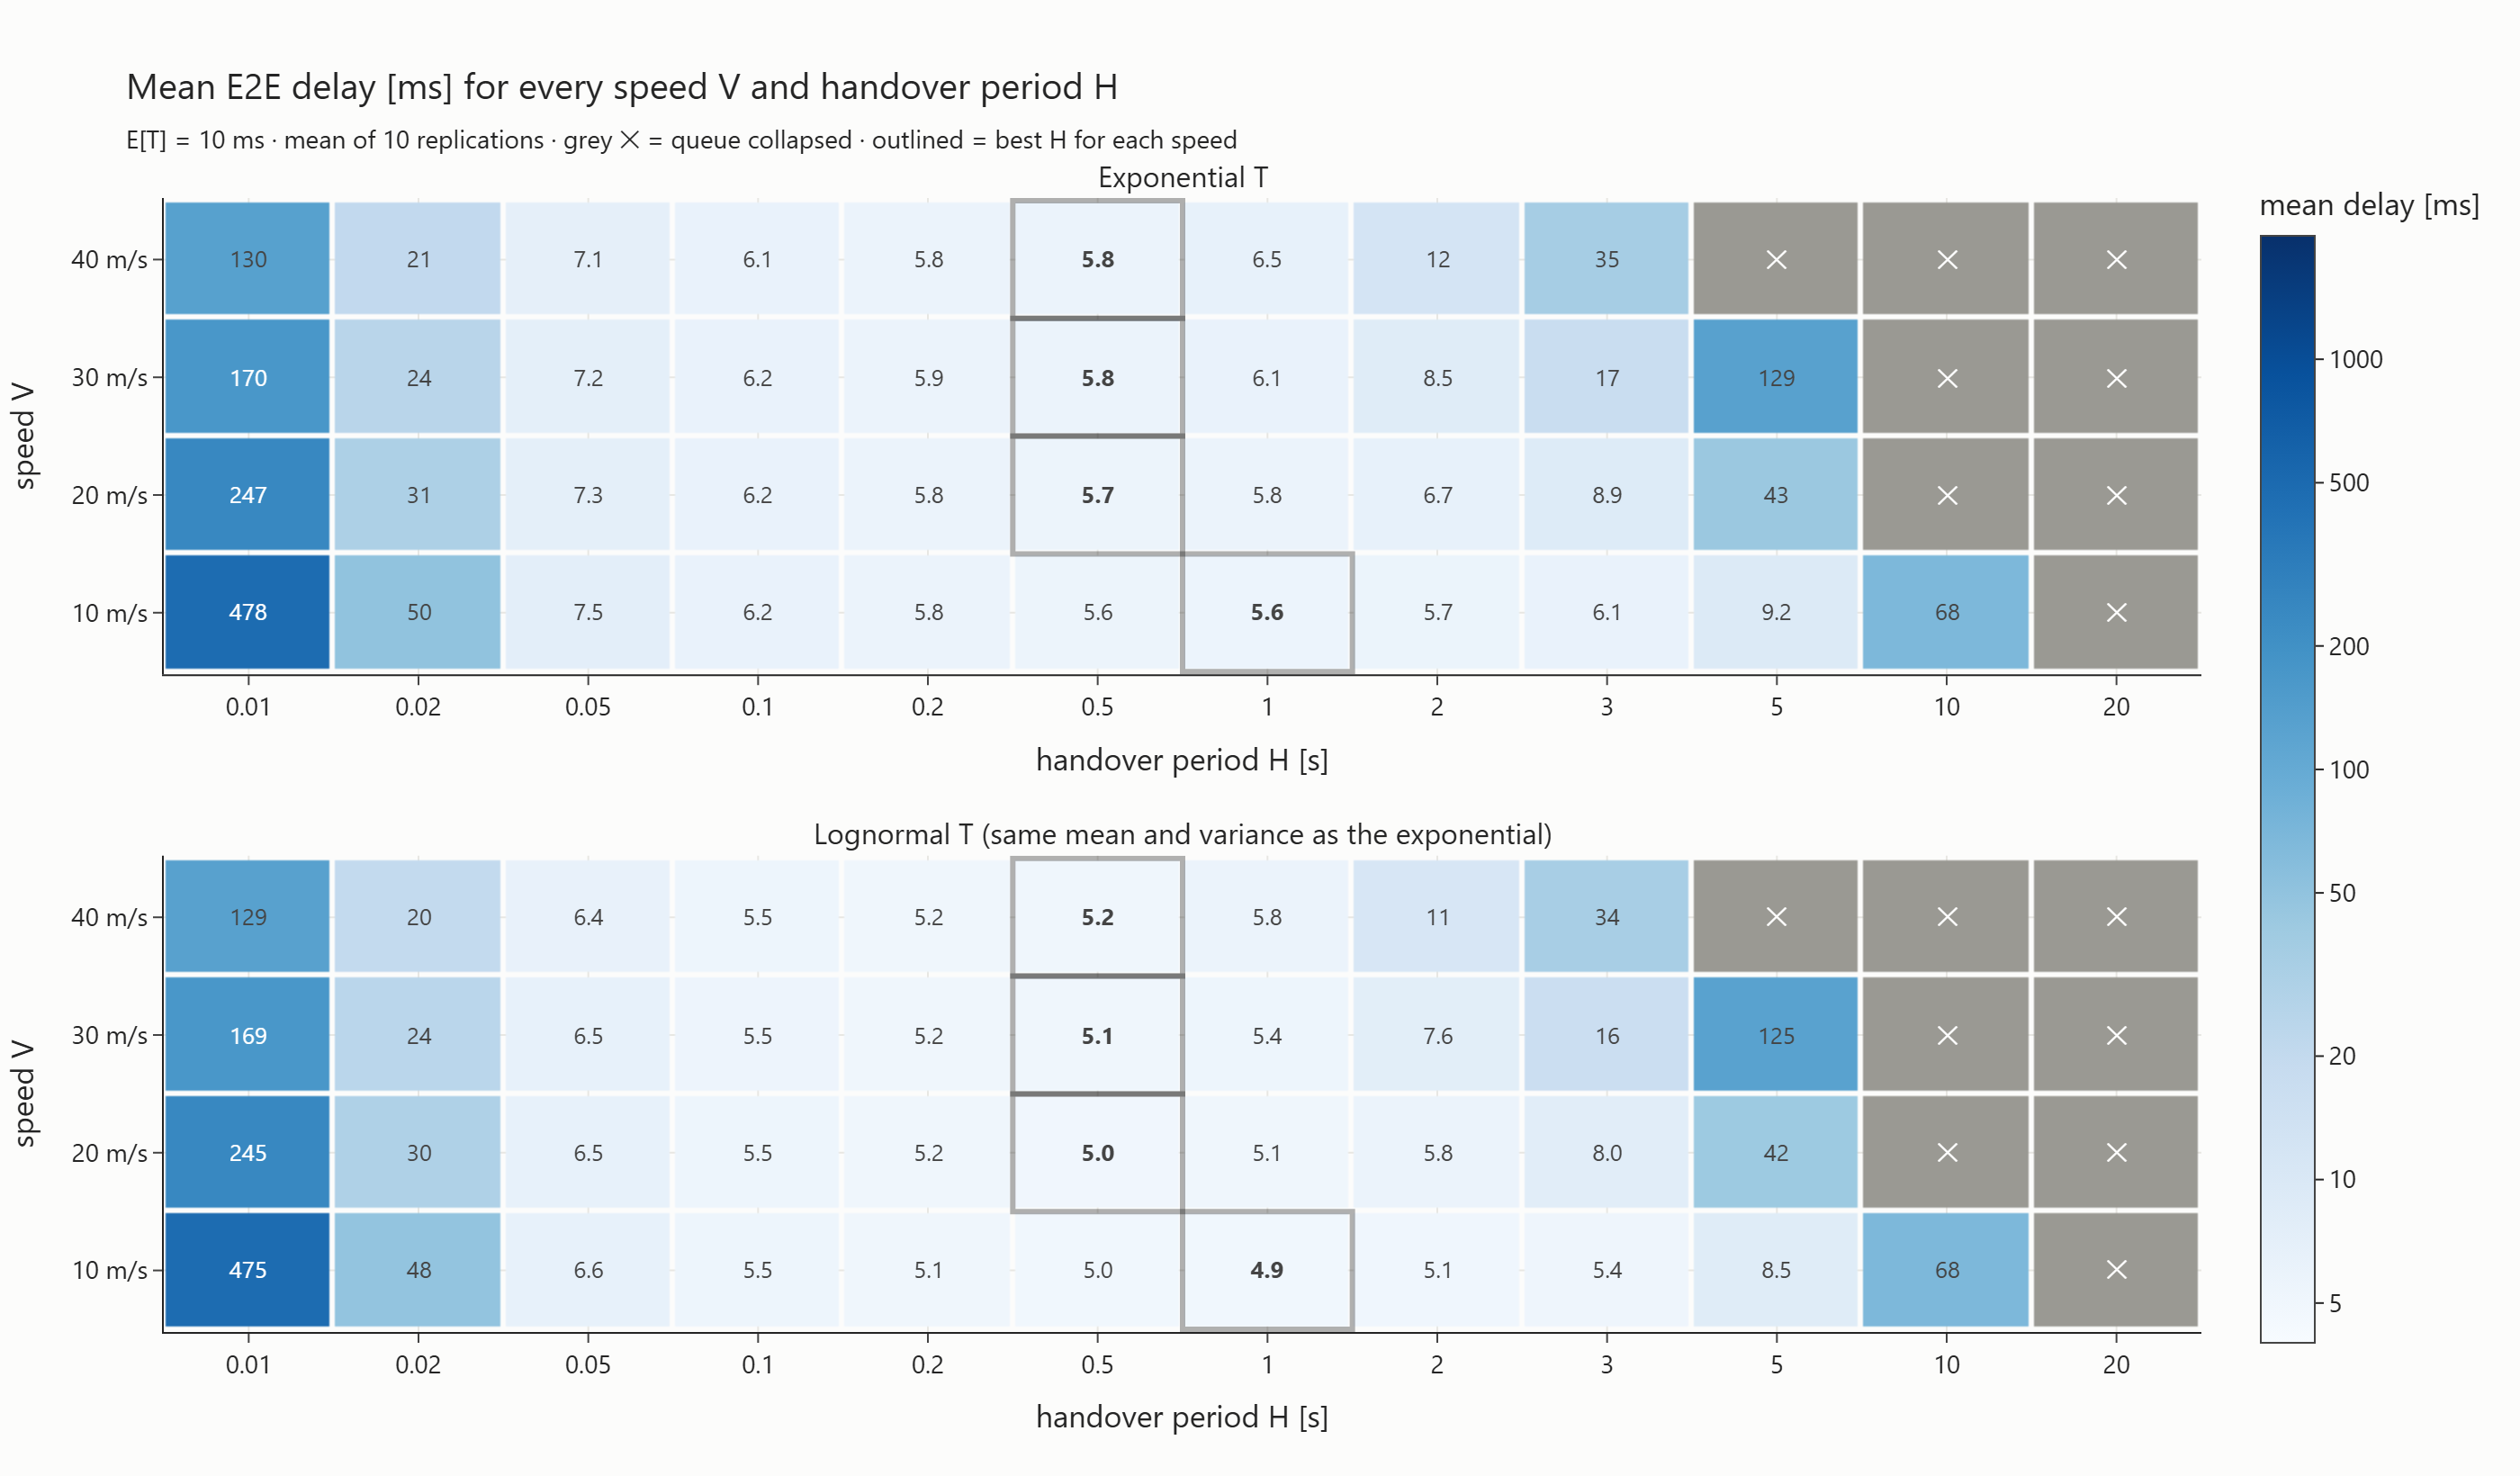 Mean E2E delay [ms] for every speed V and handover period H
E[T] = 10 ms · mean of 10 replications · grey ✕ = queue collapsed · outlined = best H for each speed
Exponential T
mean delay [ms]
speed V
40 m/s 130 21 7.1 6.1 5.8 5.8 6.5 12 35 ✕ ✕ ✕
30 m/s 170 24 7.2 6.2 5.9 5.8 6.1 8.5 17 129 ✕ ✕
20 m/s 247 31 7.3 6.2 5.8 5.7 5.8 6.7 8.9 43 ✕ ✕
10 m/s 478 50 7.5 6.2 5.8 5.6 5.6 5.7 6.1 9.2 68 ✕
0.01 0.02 0.05 0.1 0.2 0.5 1 2 3 5 10 20
handover period H [s]
Lognormal T (same mean and variance as the exponential)
speed V
40 m/s 129 20 6.4 5.5 5.2 5.2 5.8 11 34 ✕ ✕ ✕
30 m/s 169 24 6.5 5.5 5.2 5.1 5.4 7.6 16 125 ✕ ✕
20 m/s 245 30 6.5 5.5 5.2 5.0 5.1 5.8 8.0 42 ✕ ✕
10 m/s 475 48 6.6 5.5 5.1 5.0 4.9 5.1 5.4 8.5 68 ✕
0.01 0.02 0.05 0.1 0.2 0.5 1 2 3 5 10 20
handover period H [s]
1000
500
200
100
50
20
10
5